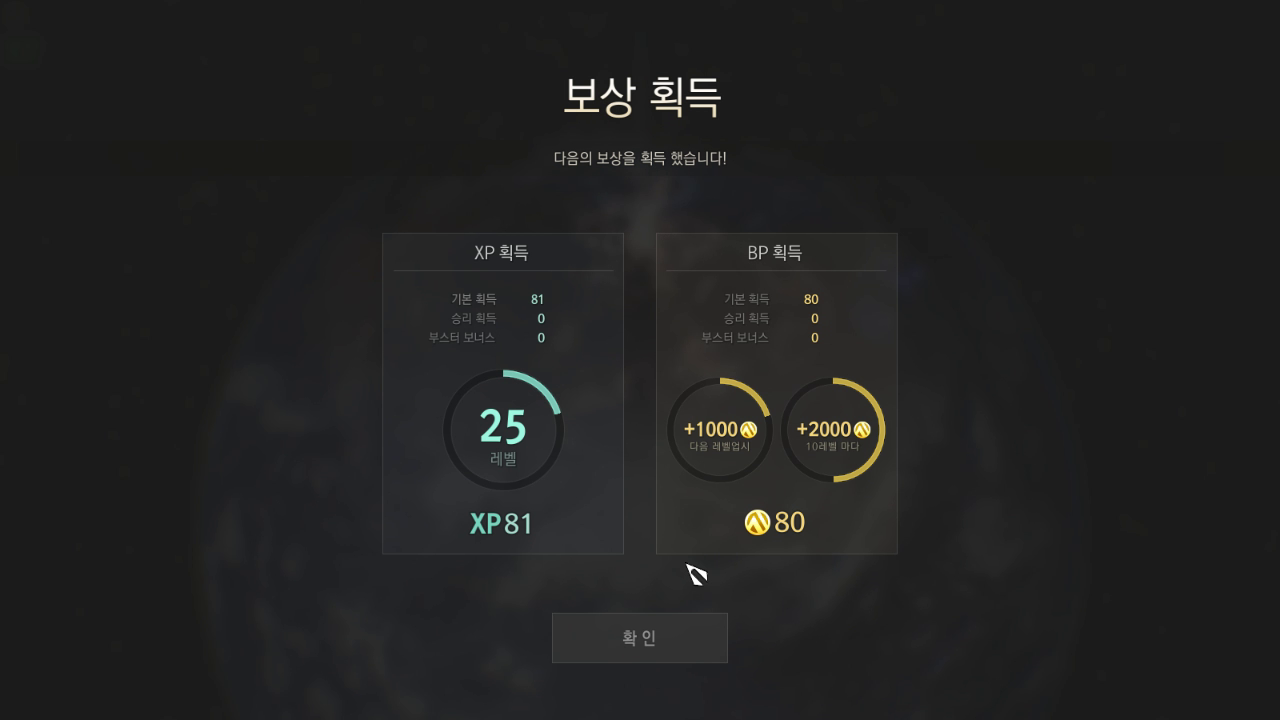 보상 획득
다음의 보상을 획득 했습니다!
XP 획득
기본 획득 81
승리 획득 0
부스터 보너스 0
25
레벨
XP 81
BP 획득
기본 획득 80
승리 획득 0
부스터 보너스 0
+1000
다음 레벨업시
+2000
10레벨 마다
80
확 인